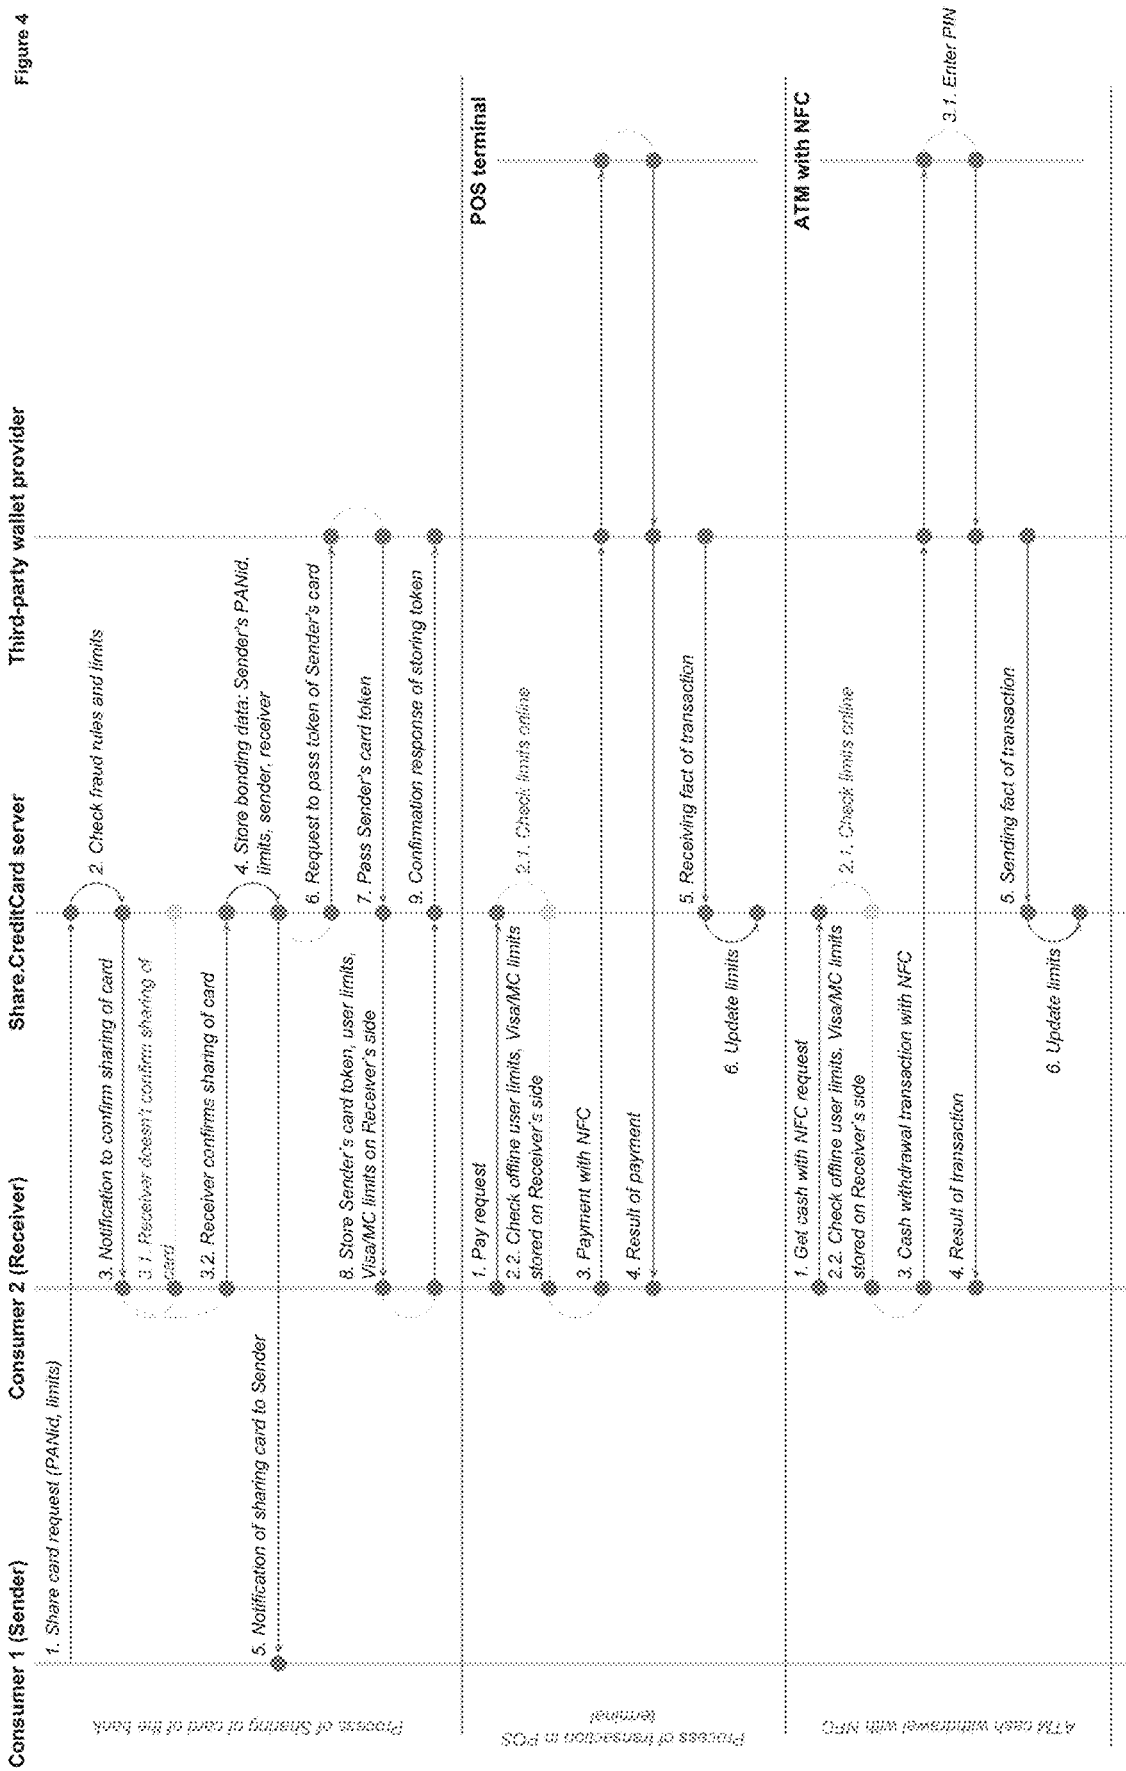 Figure 4
Consumer 1 (Sender)
Consumer 2 (Receiver)
Share.CreditCard server
Third-party wallet provider
Process of Sharing of card of the bank
1. Share card request (PANid, limits)
2. Check fraud rules and limits
3. Notification to confirm sharing of card
3.1. Receiver doesn't confirm sharing of
card
3.2. Receiver confirms sharing of card
4. Store bonding data: Sender's PANid,
limits, sender, receiver
5. Notification of sharing card to Sender
6. Request to pass token of Sender's card
7. Pass Sender's card token
8. Store Sender's card token, user limits,
Visa/MC limits on Receiver's side
9. Confirmation response of storing token
Process of transaction in POS
terminal
POS terminal
1. Pay request
2.1. Check limits online
2.2. Check offline user limits, Visa/MC limits
stored on Receiver's side
3. Payment with NFC
4. Result of payment
5. Receiving fact of transaction
6. Update limits
ATM cash withdrawal with NFC
ATM with NFC
1. Get cash with NFC request
2.1. Check limits online
2.2. Check offline user limits, Visa/MC limits
stored on Receiver's side
3. Cash withdrawal transaction with NFC
3.1. Enter PIN
4. Result of transaction
5. Sending fact of transaction
6. Update limits